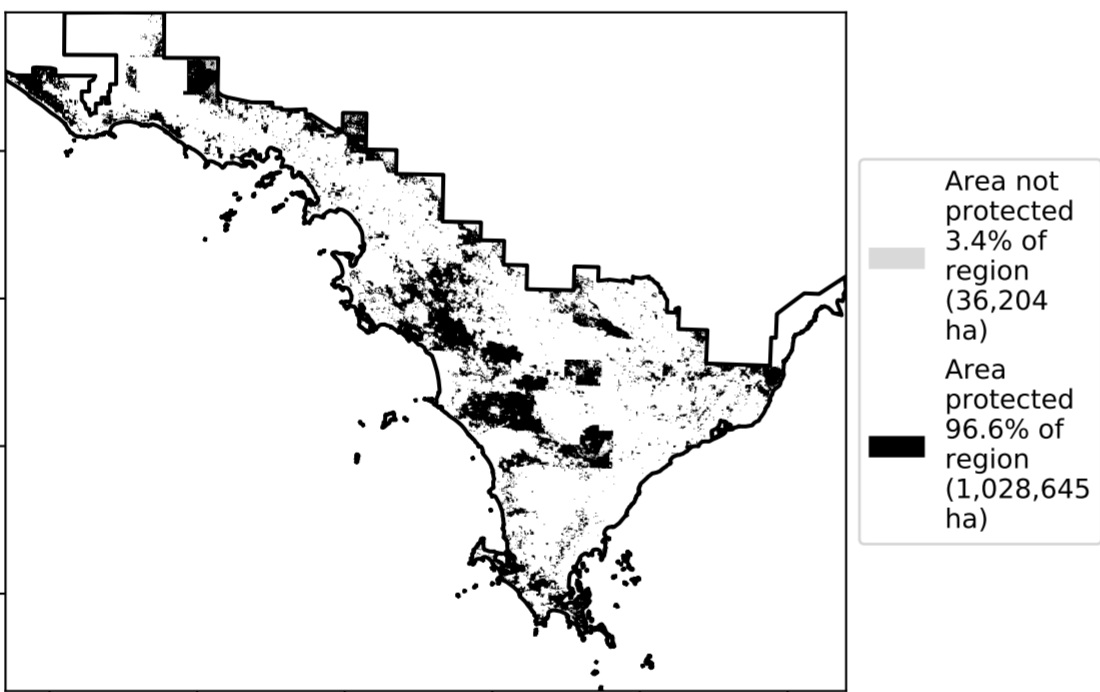 Area not
protected
3.4% of
region
(36,204
ha)
Area
protected
96.6% of
region
(1,028,645
ha)